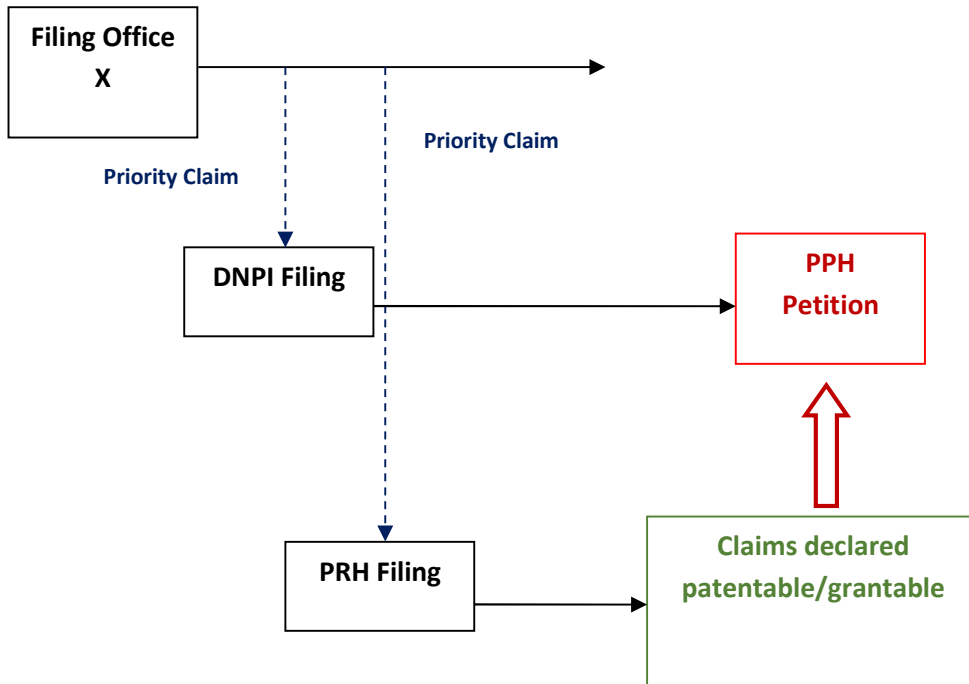 Filing Office
X
Priority Claim
Priority Claim
DNPI Filing
PPH
Petition
PRH Filing
Claims declared
patentable/grantable